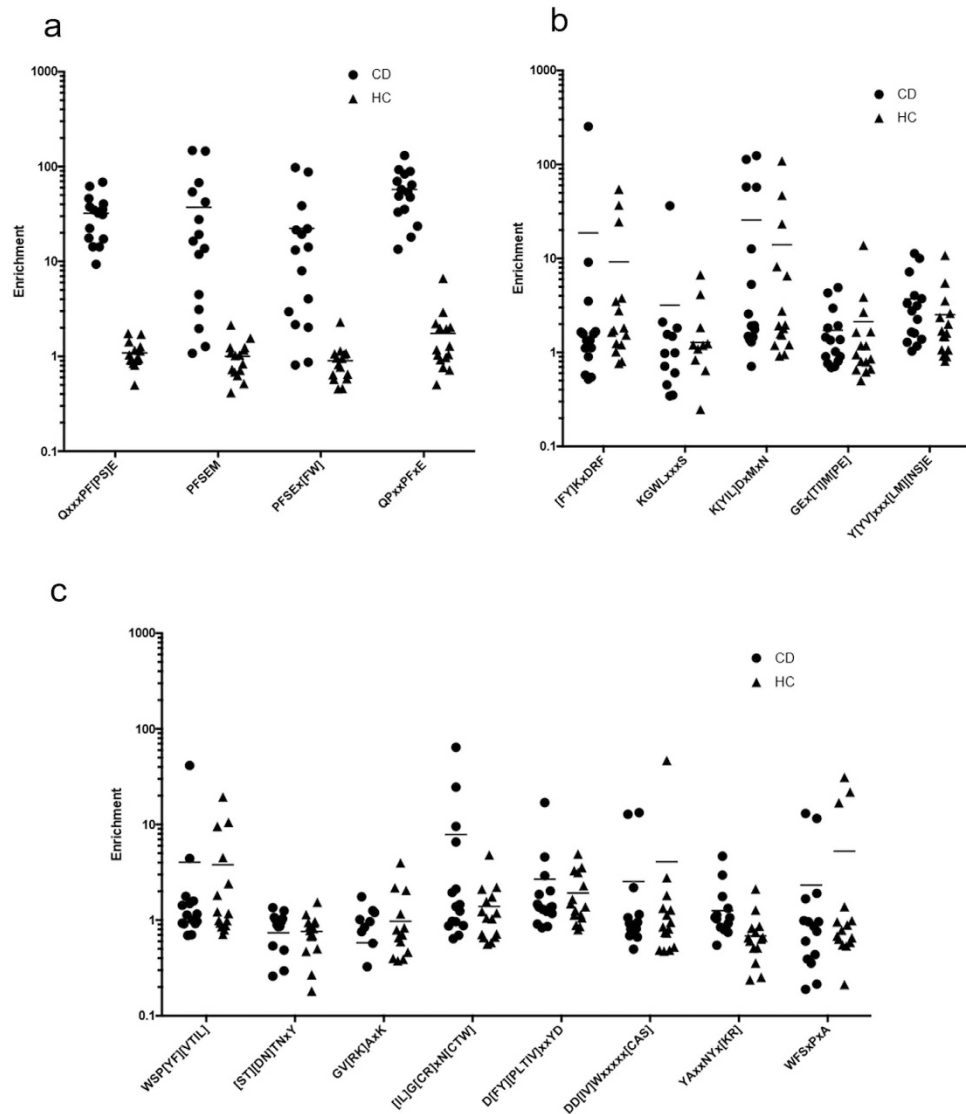 a
1000
100
10
1
0.1
Enrichment
CD
HC
QxxxPF[PS]E
PFSEM
PFSEx[FW]
QPxxPFxE
b
1000
100
10
1
0.1
Enrichment
CD
HC
[FY]KxDRF
KGWLxxxS
K[YIL]DxMxN
GEx[TI]M[PE]
Y[YV]xxx[LM][NS]E
c
1000
100
10
1
0.1
Enrichment
CD
HC
WSP[YF][VTIL]
[ST][DN]TNxY
GV[RK]AxK
[IL]G[CR]xN[CTW]
D[FY][PLTIV]xxYD
DD[IV]Wxxxx[CAS]
YAxxNYx[KR]
WFSxPxA